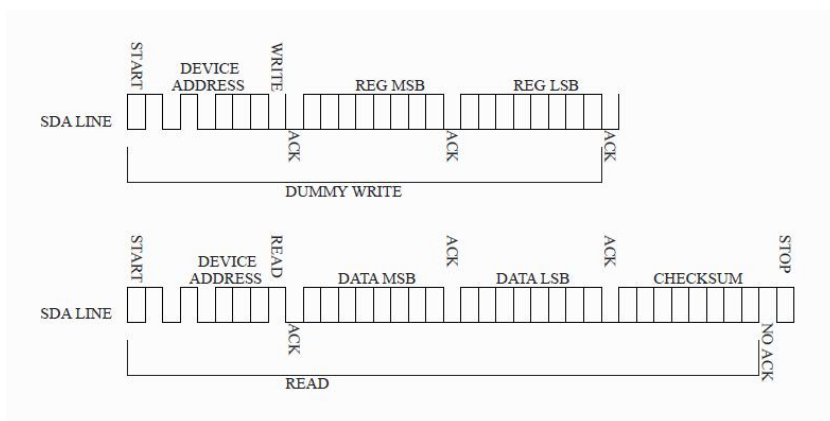 START
DEVICE
ADDRESS
WRITE
REG MSB
REG LSB
SDA LINE
ACK
ACK
ACK
DUMMY WRITE
START
DEVICE
ADDRESS
READ
DATA MSB
ACK
DATA LSB
ACK
CHECKSUM
STOP
SDA LINE
ACK
NO ACK
READ